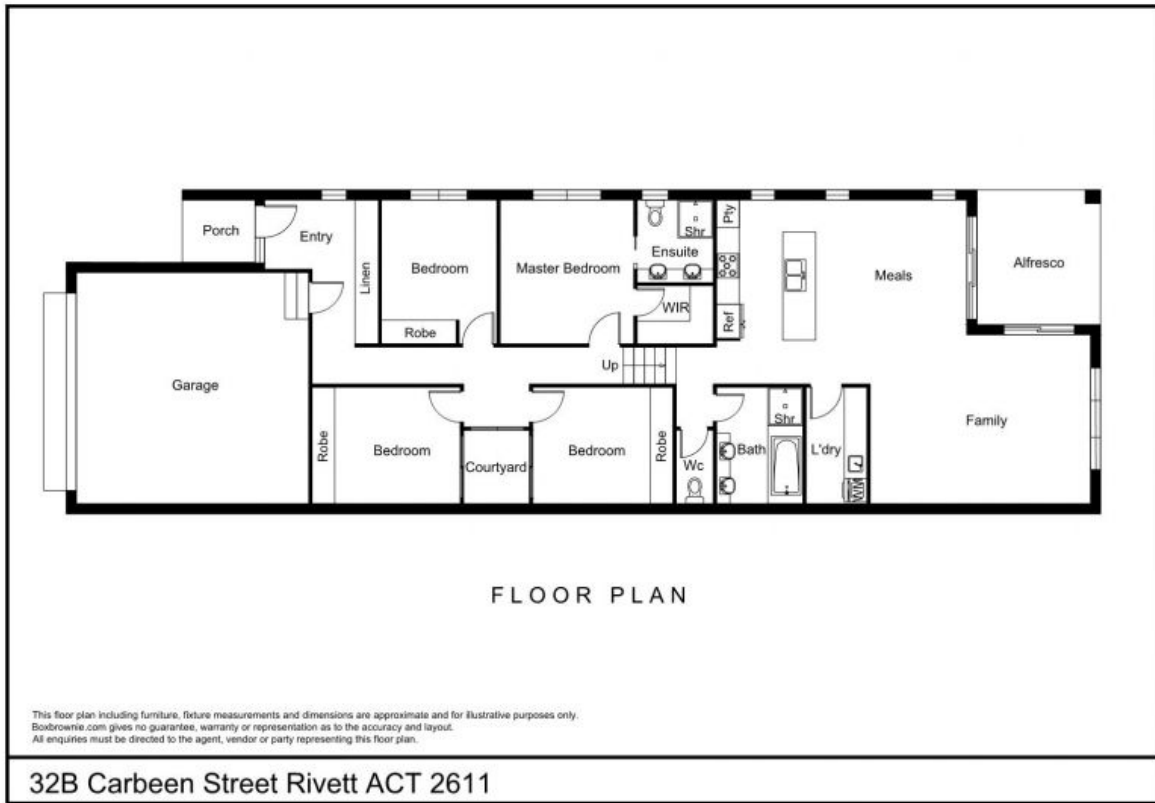 Porch
Entry
Linen
Bedroom
Robe
Master Bedroom
Ensuite
Shr
WIR
Pty
Ref
Meals
Alfresco
Garage
Up
Robe
Bedroom
Courtyard
Bedroom
Robe
Wc
Bath
Shr
L'dry
WM
Family
FLOOR PLAN
This floor plan including furniture, fixture measurements and dimensions are approximate and for illustrative purposes only.
Boxbrownie.com gives no guarantee, warranty or representation as to the accuracy and layout.
All enquiries must be directed to the agent, vendor or party representing this floor plan.
32B Carbeen Street Rivett ACT 2611